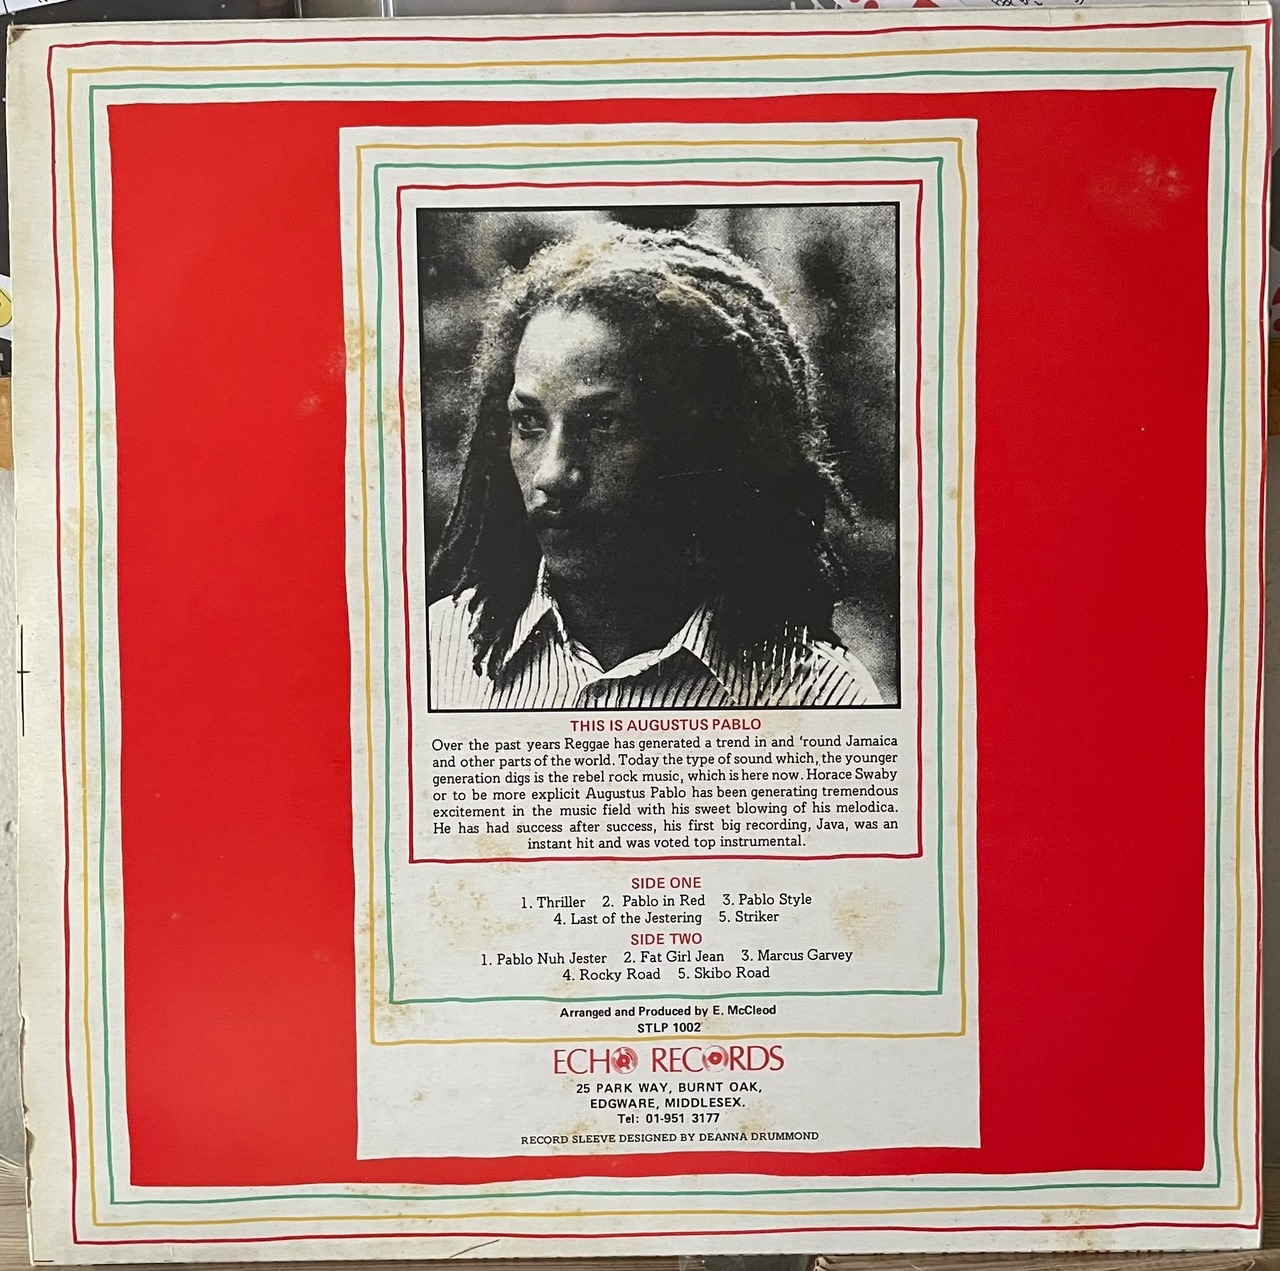 THIS IS AUGUSTUS PABLO
Over the past years Reggae has generated a trend in and ‘round Jamaica
and other parts of the world. Today the type of sound which, the younger
generation digs is the rebel rock music, which is here now. Horace Swaby
or to be more explicit Augustus Pablo has been generating tremendous
excitement in the music field with his sweet blowing of his melodica.
He has had success after success, his first big recording, Java, was an
instant hit and was voted top instrumental.
SIDE ONE
1. Thriller 2. Pablo in Red 3. Pablo Style
4. Last of the Jestering 5. Striker
SIDE TWO
1. Pablo Nuh Jester 2. Fat Girl Jean 3. Marcus Garvey
4. Rocky Road 5. Skibo Road
Arranged and Produced by E. McCleod
STLP 1002
ECHO RECORDS
25 PARK WAY, BURNT OAK,
EDGWARE, MIDDLESEX.
Tel: 01-951 3177
RECORD SLEEVE DESIGNED BY DEANNA DRUMMOND